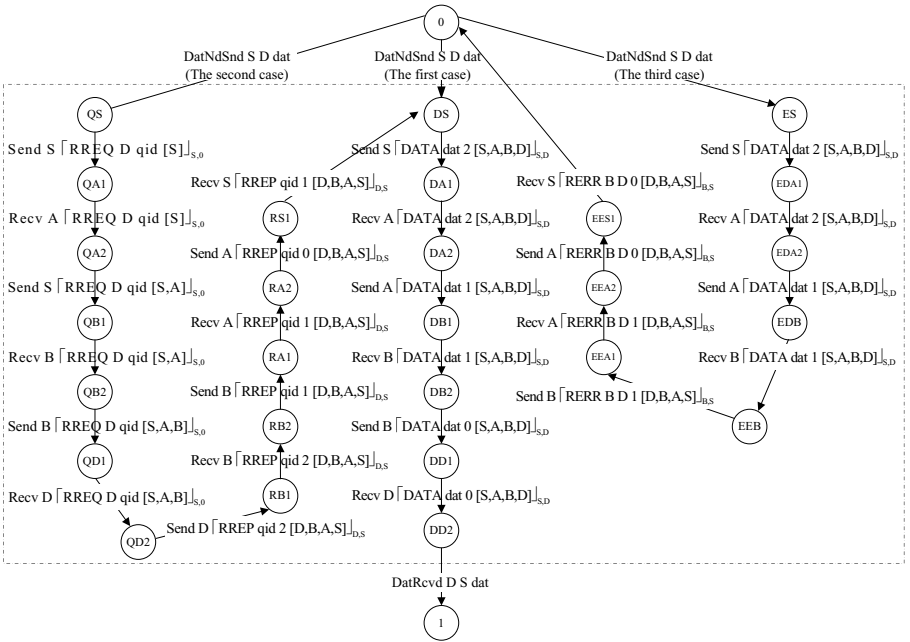 0
DatNdSnd S D dat
(The second case)
DatNdSnd S D dat
(The first case)
DatNdSnd S D dat
(The third case)
QS
Send S ⌈RREQ D qid [S]⌋S,0
QA1
Recv A ⌈RREQ D qid [S]⌋S,0
QA2
Send S ⌈RREQ D qid [S,A]⌋S,0
QB1
Recv B ⌈RREQ D qid [S,A]⌋S,0
QB2
Send B ⌈RREQ D qid [S,A,B]⌋S,0
QD1
Recv D ⌈RREQ D qid [S,A,B]⌋S,0
QD2
Send D ⌈RREP qid 2 [D,B,A,S]⌋D,S
RB1
Recv B ⌈RREP qid 2 [D,B,A,S]⌋D,S
RB2
Send B ⌈RREP qid 1 [D,B,A,S]⌋D,S
RA1
Recv A ⌈RREP qid 1 [D,B,A,S]⌋D,S
RA2
Send A ⌈RREP qid 0 [D,B,A,S]⌋D,S
RS1
Recv S ⌈RREP qid 1 [D,B,A,S]⌋D,S
DS
Send S ⌈DATA dat 2 [S,A,B,D]⌋S,D
DA1
Recv A ⌈DATA dat 2 [S,A,B,D]⌋S,D
DA2
Send A ⌈DATA dat 1 [S,A,B,D]⌋S,D
DB1
Recv B ⌈DATA dat 1 [S,A,B,D]⌋S,D
DB2
Send B ⌈DATA dat 0 [S,A,B,D]⌋S,D
DD1
Recv D ⌈DATA dat 0 [S,A,B,D]⌋S,D
DD2
DatRcvd D S dat
1
ES
Send S ⌈DATA dat 2 [S,A,B,D]⌋S,D
EDA1
Recv A ⌈DATA dat 2 [S,A,B,D]⌋S,D
EDA2
Send A ⌈DATA dat 1 [S,A,B,D]⌋S,D
EDB
Recv B ⌈DATA dat 1 [S,A,B,D]⌋S,D
EEB
Send B ⌈RERR B D 1 [D,B,A,S]⌋B,S
EEA1
Recv A ⌈RERR B D 1 [D,B,A,S]⌋B,S
EEA2
Send A ⌈RERR B D 0 [D,B,A,S]⌋B,S
EES1
Recv S ⌈RERR B D 0 [D,B,A,S]⌋B,S